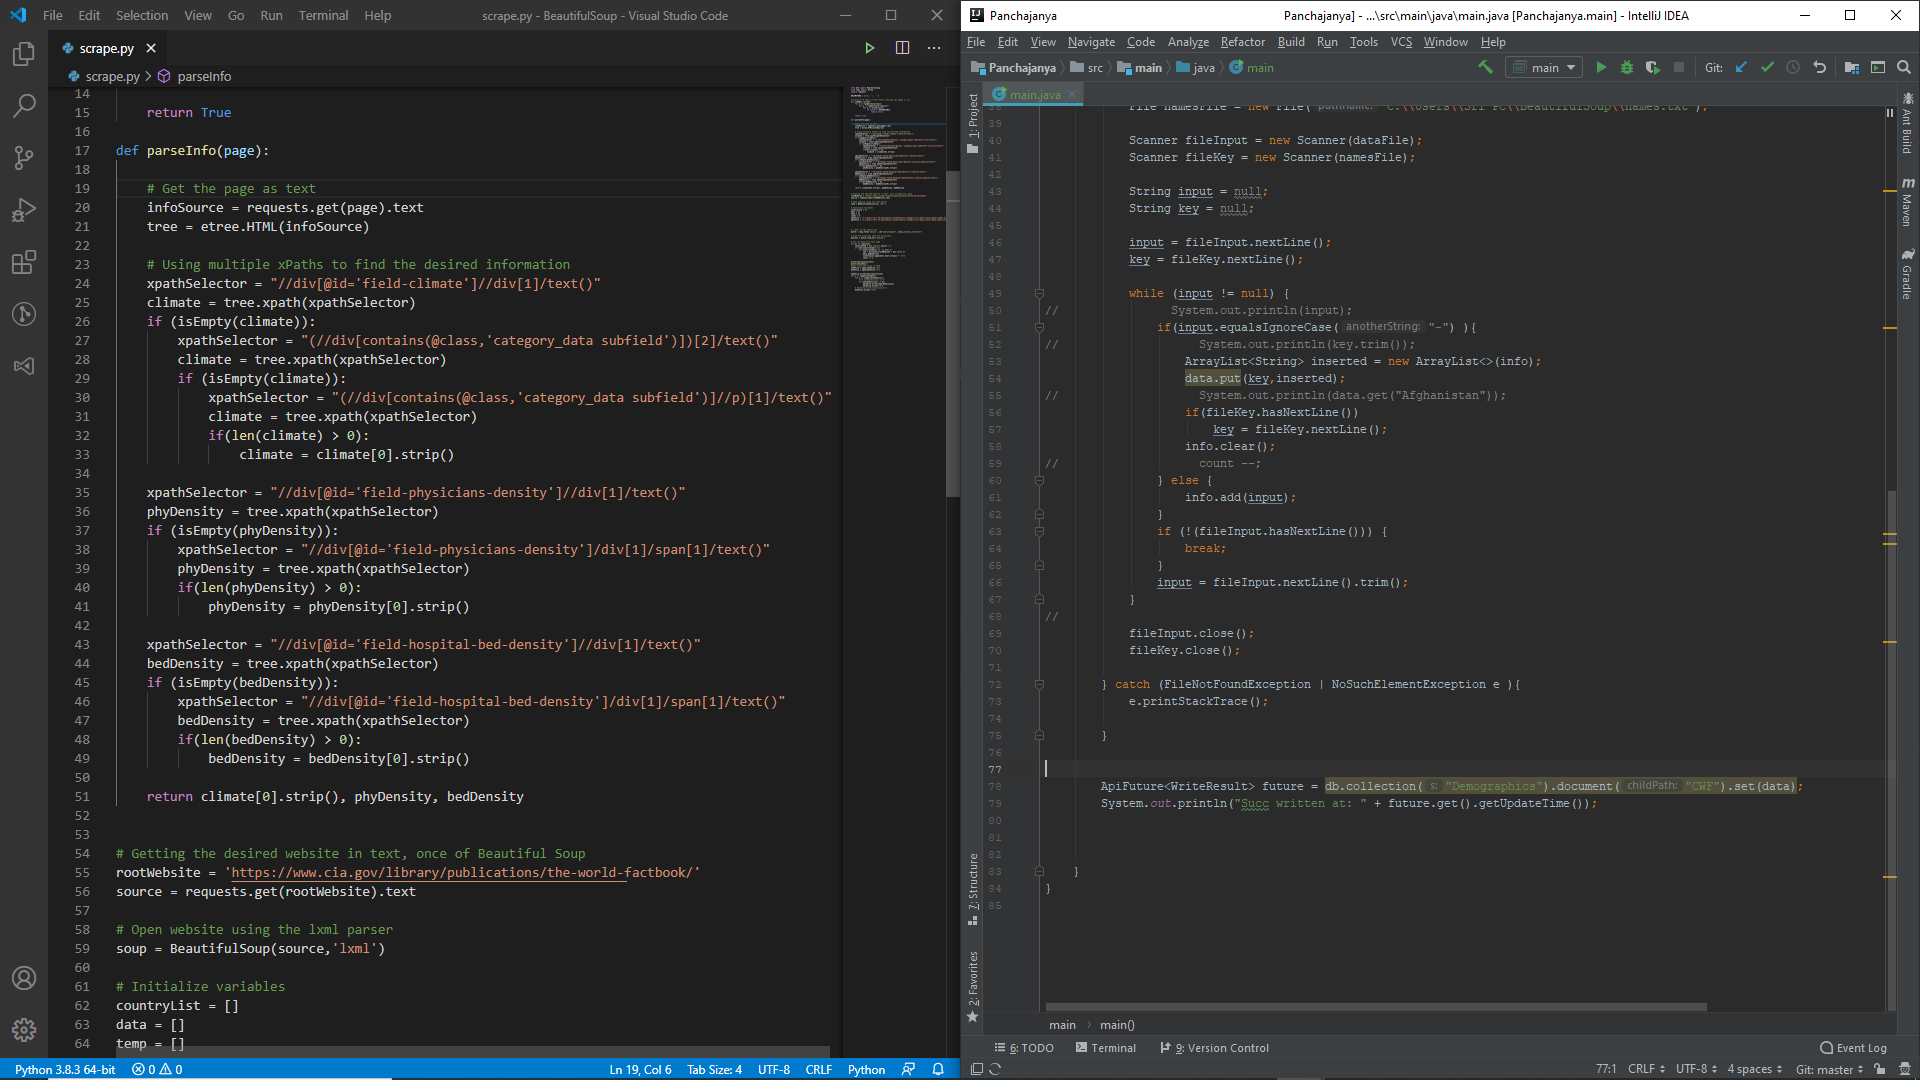 File Edit Selection View Go Run Terminal Help scrape.py - BeautifulSoup - Visual Studio Code
scrape.py
scrape.py > parseInfo
14
15 return True
16
17 def parseInfo(page):
18
19 # Get the page as text
20 infoSource = requests.get(page).text
21 tree = etree.HTML(infoSource)
22
23 # Using multiple xPaths to find the desired information
24 xpathSelector = "//div[@id='field-climate']//div[1]/text()"
25 climate = tree.xpath(xpathSelector)
26 if (isEmpty(climate)):
27 xpathSelector = "(//div[contains(@class,'category_data subfield')])[2]/text()"
28 climate = tree.xpath(xpathSelector)
29 if (isEmpty(climate)):
30 xpathSelector = "(//div[contains(@class,'category_data subfield')]//p)[1]/text()"
31 climate = tree.xpath(xpathSelector)
32 if(len(climate) > 0):
33 climate = climate[0].strip()
34
35 xpathSelector = "//div[@id='field-physicians-density']//div[1]/text()"
36 phyDensity = tree.xpath(xpathSelector)
37 if (isEmpty(phyDensity)):
38 xpathSelector = "//div[@id='field-physicians-density']/div[1]/span[1]/text()"
39 phyDensity = tree.xpath(xpathSelector)
40 if(len(phyDensity) > 0):
41 phyDensity = phyDensity[0].strip()
42
43 xpathSelector = "//div[@id='field-hospital-bed-density']//div[1]/text()"
44 bedDensity = tree.xpath(xpathSelector)
45 if (isEmpty(bedDensity)):
46 xpathSelector = "//div[@id='field-hospital-bed-density']/div[1]/span[1]/text()"
47 bedDensity = tree.xpath(xpathSelector)
48 if(len(bedDensity) > 0):
49 bedDensity = bedDensity[0].strip()
50
51 return climate[0].strip(), phyDensity, bedDensity
52
53
54 # Getting the desired website in text, once of Beautiful Soup
55 rootWebsite = 'https://www.cia.gov/library/publications/the-world-factbook/'
56 source = requests.get(rootWebsite).text
57
58 # Open website using the lxml parser
59 soup = BeautifulSoup(source,'lxml')
60
61 # Initialize variables
62 countryList = []
63 data = []
64 temp = []
Python 3.8.3 64-bit 0 0 Ln 19, Col 6 Tab Size: 4 UTF-8 CRLF Python
Panchajanya Panchajanya] - ...\src\main\java\main.java [Panchajanya.main] - IntelliJ IDEA
File Edit View Navigate Code Analyze Refactor Build Run Tools VCS Window Help
Panchajanya src main java main main Git:
main.java
1: Project
7: Structure
2: Favorites
Ant Build
Maven
Gradle
38 File namesFile = new File( pathname: "C:\\Users\\Sri PC\\BeautifulSoup\\names.txt");
39
40 Scanner fileInput = new Scanner(dataFile);
41 Scanner fileKey = new Scanner(namesFile);
42
43 String input = null;
44 String key = null;
45
46 input = fileInput.nextLine();
47 key = fileKey.nextLine();
48
49 while (input != null) {
50 // System.out.println(input);
51 if(input.equalsIgnoreCase( anotherString: "-") ){
52 // System.out.println(key.trim());
53 ArrayList<String> inserted = new ArrayList<>(info);
54 data.put(key,inserted);
55 // System.out.println(data.get("Afghanistan"));
56 if(fileKey.hasNextLine())
57 key = fileKey.nextLine();
58 info.clear();
59 // count --;
60 } else {
61 info.add(input);
62 }
63 if (!(fileInput.hasNextLine())) {
64 break;
65 }
66 input = fileInput.nextLine().trim();
67 }
68 //
69 fileInput.close();
70 fileKey.close();
71
72 } catch (FileNotFoundException | NoSuchElementException e ){
73 e.printStackTrace();
74
75 }
76
77
78 ApiFuture<WriteResult> future = db.collection( s: "Demographics").document( childPath: "CWF").set(data);
79 System.out.println("Succ written at: " + future.get().getUpdateTime());
80
81
82
83 }
84 }
85
main > main()
6: TODO Terminal 9: Version Control Event Log
77:1 CRLF UTF-8 4 spaces Git: master